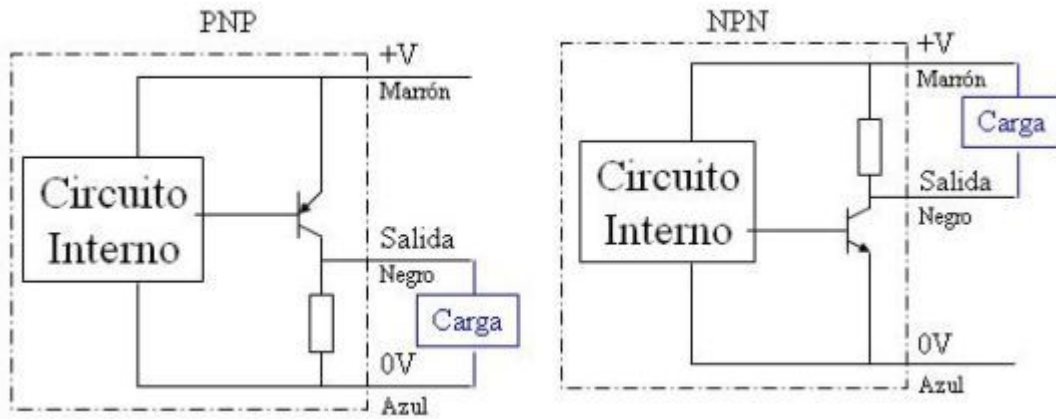 PNP
+V
Marrón
Circuito
Interno
Salida
Negro
Carga
0V
Azul
NPN
+V
Marrón
Carga
Circuito
Interno
Salida
Negro
0V
Azul